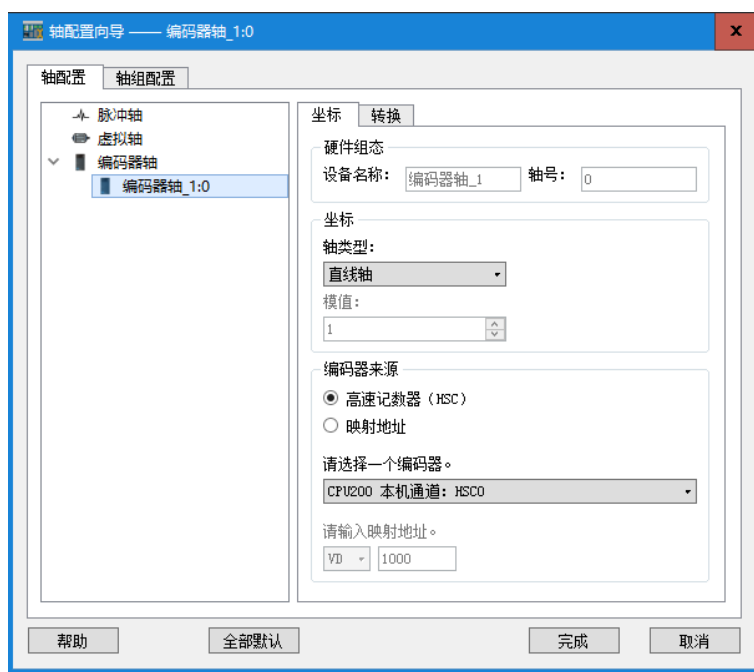 轴配置向导 —— 编码器轴_1:0
x
轴配置 轴组配置
脉冲轴
虚拟轴
编码器轴
编码器轴_1:0
坐标 转换
硬件组态
设备名称: 编码器轴_1 轴号: 0
坐标
轴类型:
直线轴
模值:
1
编码器来源
高速记数器(HSC)
映射地址
请选择一个编码器。
CPU200 本机通道: HSC0
请输入映射地址。
VD 1000
帮助 全部默认 完成 取消